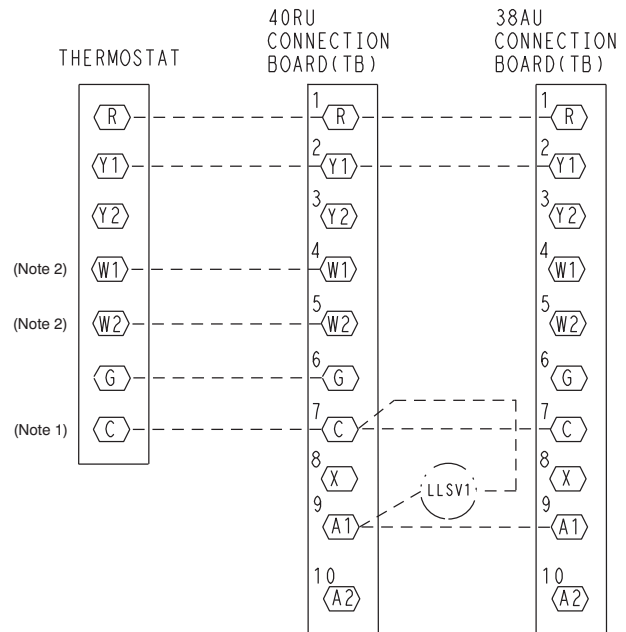 40RU
CONNECTION
BOARD(TB)
38AU
CONNECTION
BOARD(TB)
THERMOSTAT
R
1 R
1 R
Y1
2 Y1
2 Y1
Y2
3 Y2
3 Y2
(Note 2) W1
4 W1
4 W1
(Note 2) W2
5 W2
5 W2
G
6 G
6 G
(Note 1) C
7 C
7 C
8 X
8 X
LLSV1
9 A1
9 A1
10 A2
10 A2